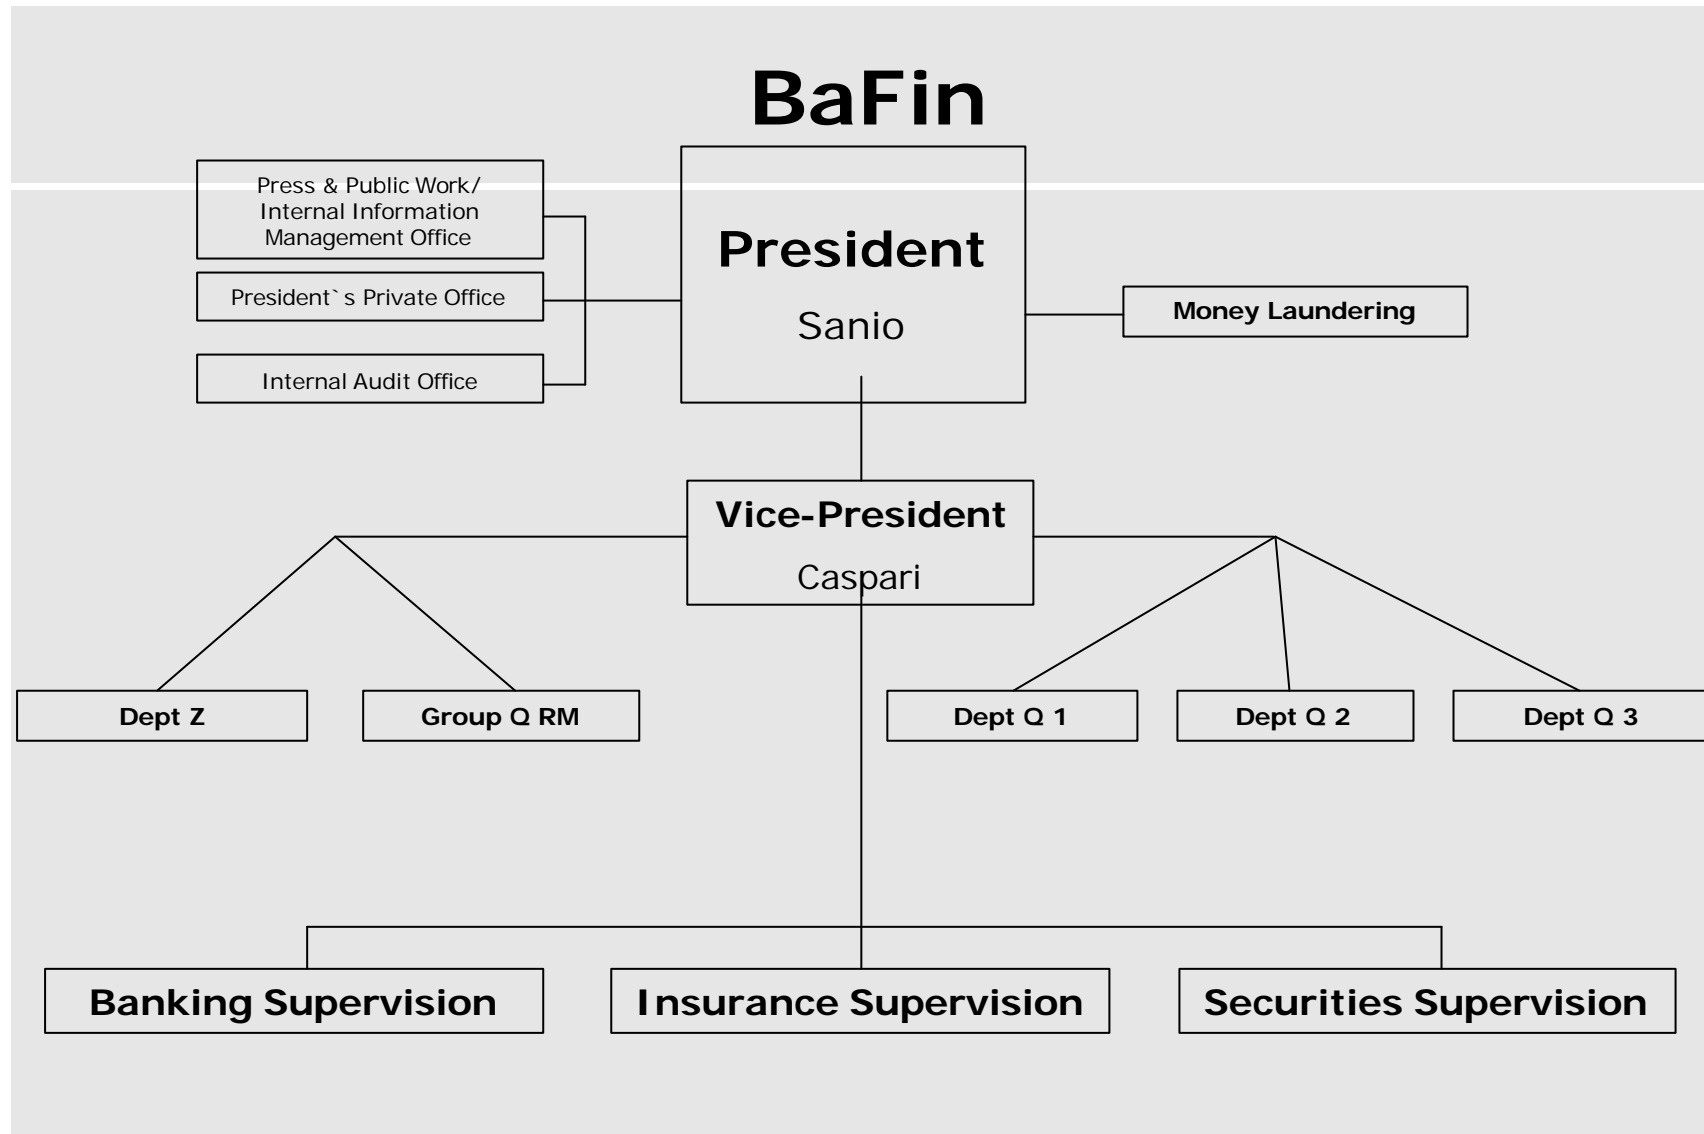 BaFin
Press & Public Work/
Internal Information
Management Office
President`s Private Office
Internal Audit Office
President
Sanio
Money Laundering
Vice-President
Caspari
Dept Z
Group Q RM
Dept Q 1
Dept Q 2
Dept Q 3
Banking Supervision
Insurance Supervision
Securities Supervision